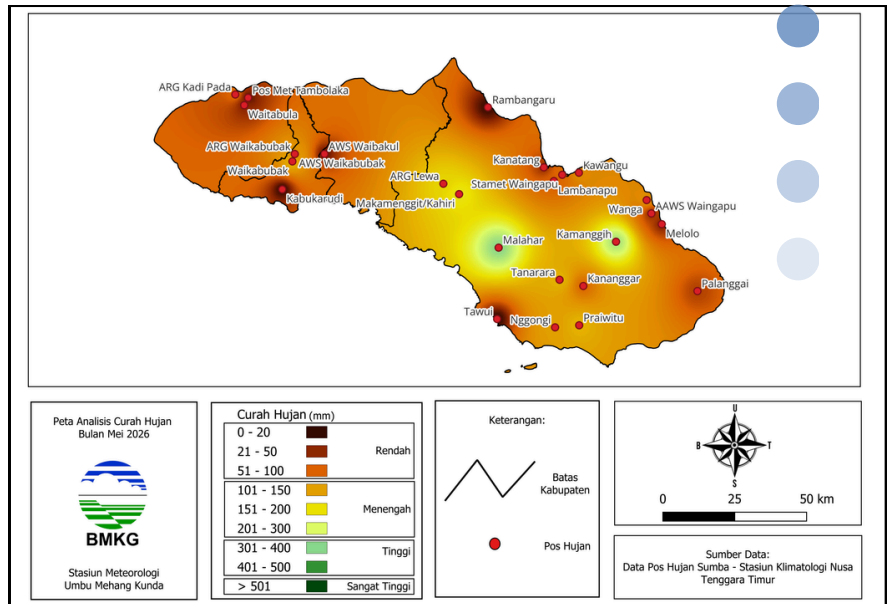 ARG Kadi Pada
Pos Met Tambolaka
Waitabula
Rambangaru
ARG Waikabubak
AWS Waibakul
Waikabubak
AWS Waikabubak
Kabukarudi
ARG Lewa
Makamenggit/Kahiri
Kanatang
Kawangu
Stamet Waingapu
Lambanapu
Wanga
AAWS Waingapu
Melolo
Malahar
Kamanggih
Tanarara
Kananggar
Palanggai
Tawui
Nggongi
Praiwitu
Peta Analisis Curah Hujan
Bulan Mei 2026
BMKG
Stasiun Meteorologi
Umbu Mehang Kunda
Curah Hujan (mm)
0 - 20
21 - 50
51 - 100
Rendah
101 - 150
151 - 200
201 - 300
Menengah
301 - 400
401 - 500
Tinggi
> 501
Sangat Tinggi
Keterangan:
Batas
Kabupaten
Pos Hujan
U
B
T
S
0 25 50 km
Sumber Data:
Data Pos Hujan Sumba - Stasiun Klimatologi Nusa
Tenggara Timur